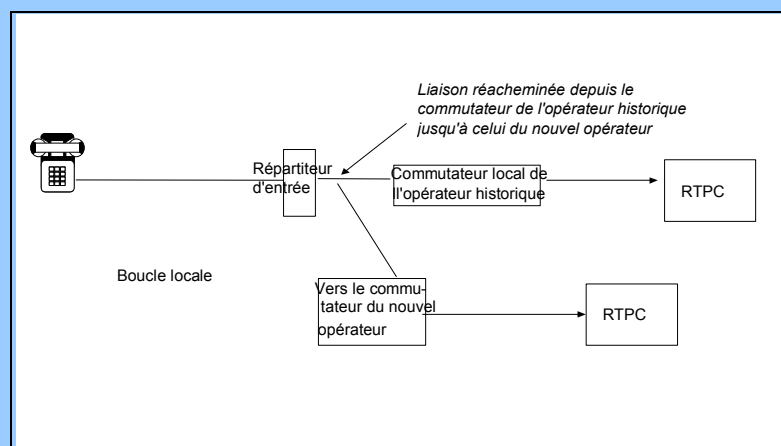 Liaison réacheminée depuis le
commutateur de l'opérateur historique
jusqu'à celui du nouvel opérateur
Répartiteur
d'entrée
Commutateur local de
ll'opérateur historique
RTPC
Boucle locale
Vers le commu-
tateur du nouvel
opérateur
RTPC